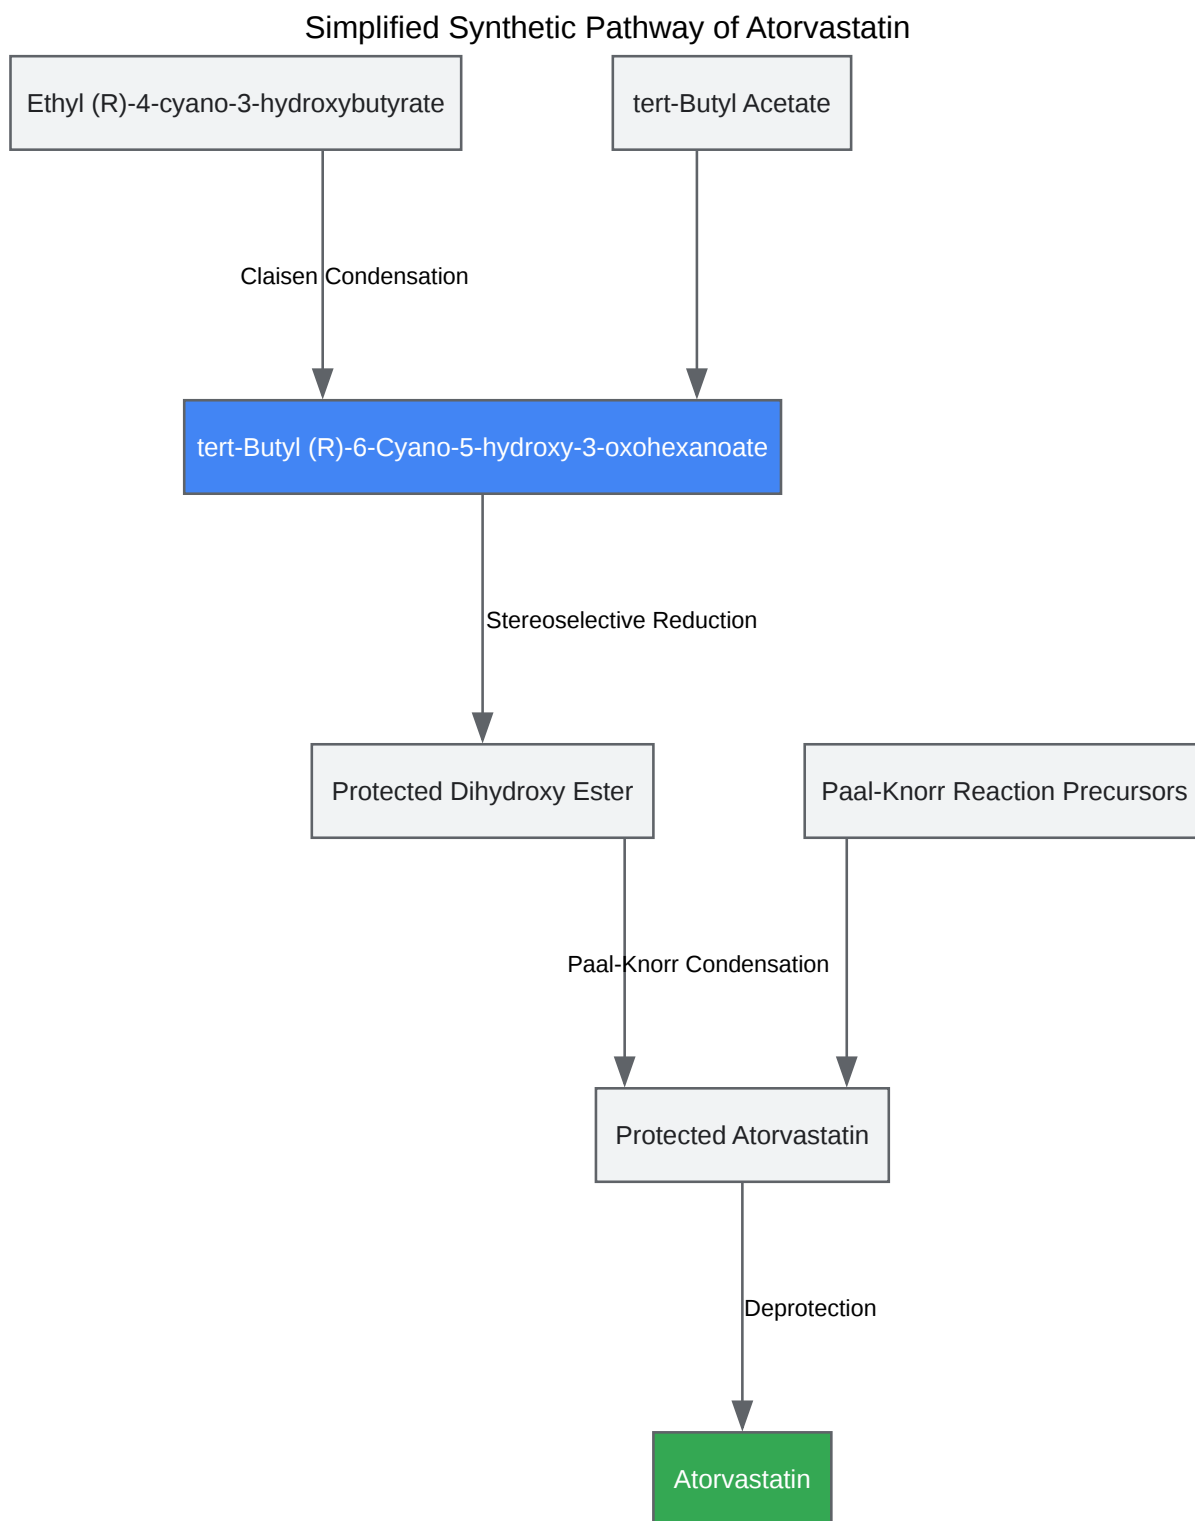 Simplified Synthetic Pathway of Atorvastatin
Ethyl (R)-4-cyano-3-hydroxybutyrate
tert-Butyl Acetate
Claisen Condensation
tert-Butyl (R)-6-Cyano-5-hydroxy-3-oxohexanoate
Stereoselective Reduction
Protected Dihydroxy Ester
Paal-Knorr Reaction Precursors
Paal-Knorr Condensation
Protected Atorvastatin
Deprotection
Atorvastatin